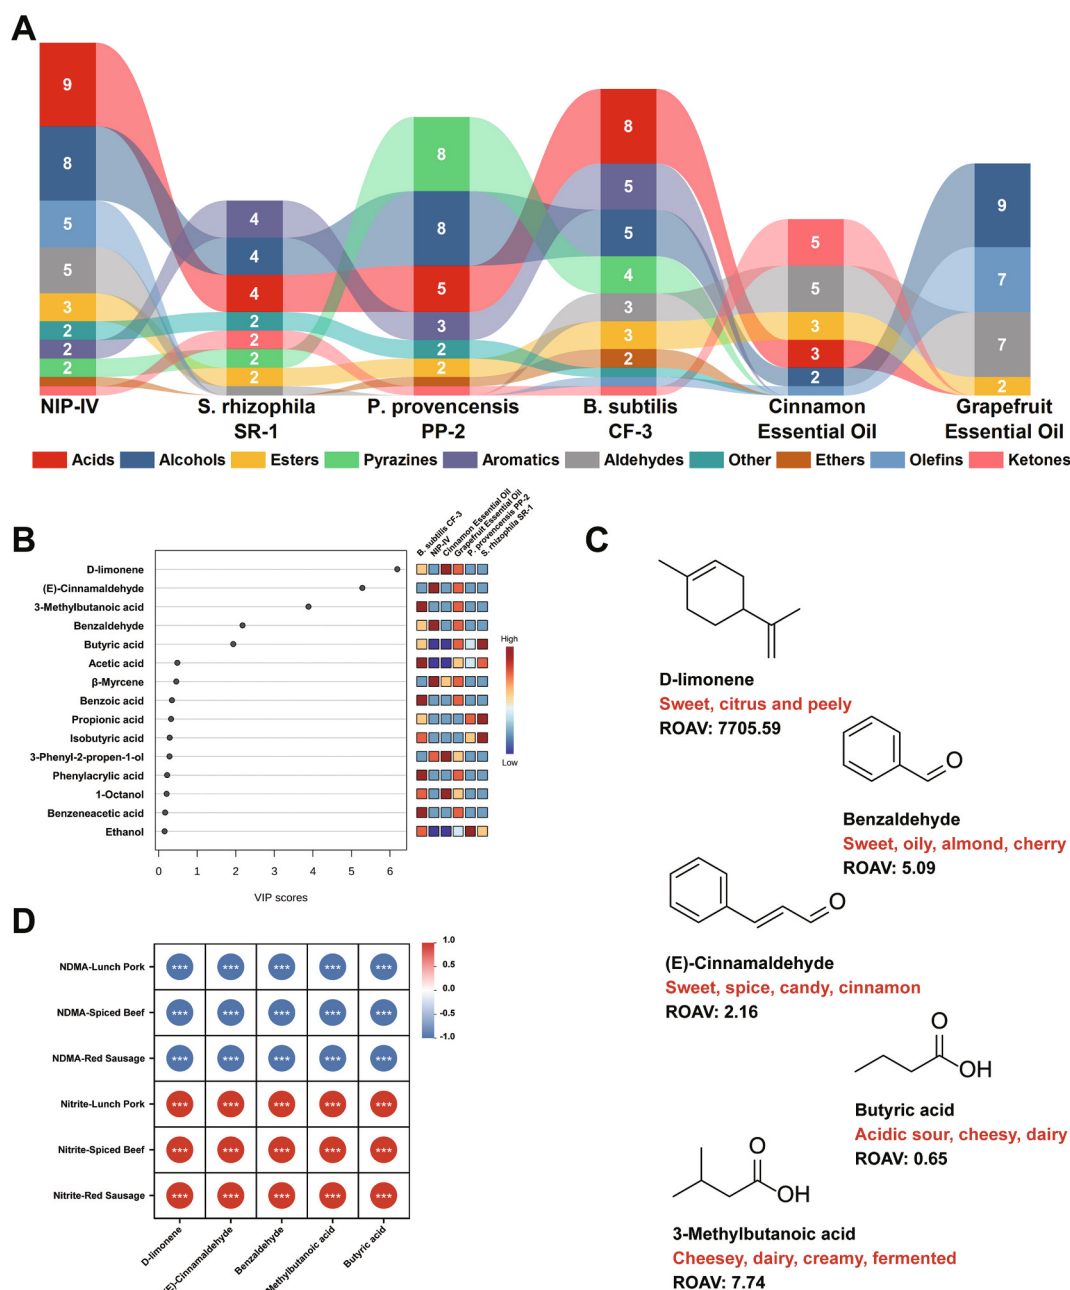 A
9
8
5
5
3
2
2
2
4
4
4
2
2
2
2
8
8
5
3
2
2
8
5
5
4
3
3
2
5
5
3
3
2
9
7
7
2
NIP-IV
S. rhizophila
SR-1
P. provencensis
PP-2
B. subtilis
CF-3
Cinnamon
Essential Oil
Grapefruit
Essential Oil
Acids
Alcohols
Esters
Pyrazines
Aromatics
Aldehydes
Other
Ethers
Olefins
Ketones
B
B. subtilis CF-3
NIP-IV
Cinnamon Essential Oil
Grapefruit Essential Oil
P. provencensis PP-2
S. rhizophila SR-1
D-limonene
(E)-Cinnamaldehyde
3-Methylbutanoic acid
Benzaldehyde
Butyric acid
Acetic acid
β-Myrcene
Benzoic acid
Propionic acid
Isobutyric acid
3-Phenyl-2-propen-1-ol
Phenylacrylic acid
1-Octanol
Benzeneacetic acid
Ethanol
High
Low
0 1 2 3 4 5 6
VIP scores
C
D-limonene
Sweet, citrus and peely
ROAV: 7705.59
O
Benzaldehyde
Sweet, oily, almond, cherry
ROAV: 5.09
O
(E)-Cinnamaldehyde
Sweet, spice, candy, cinnamon
ROAV: 2.16
O
OH
Butyric acid
Acidic sour, cheesy, dairy
ROAV: 0.65
O
OH
3-Methylbutanoic acid
Cheesey, dairy, creamy, fermented
ROAV: 7.74
D
NDMA-Lunch Pork
*** *** *** *** ***
NDMA-Spiced Beef
*** *** *** *** ***
NDMA-Red Sausage
*** *** *** *** ***
Nitrite-Lunch Pork
*** *** *** *** ***
Nitrite-Spiced Beef
*** *** *** *** ***
Nitrite-Red Sausage
*** *** *** *** ***
1.0
0.5
0.0
-0.5
-1.0
D-limonene
(E)-Cinnamaldehyde
Benzaldehyde
Methylbutanoic acid
Butyric acid